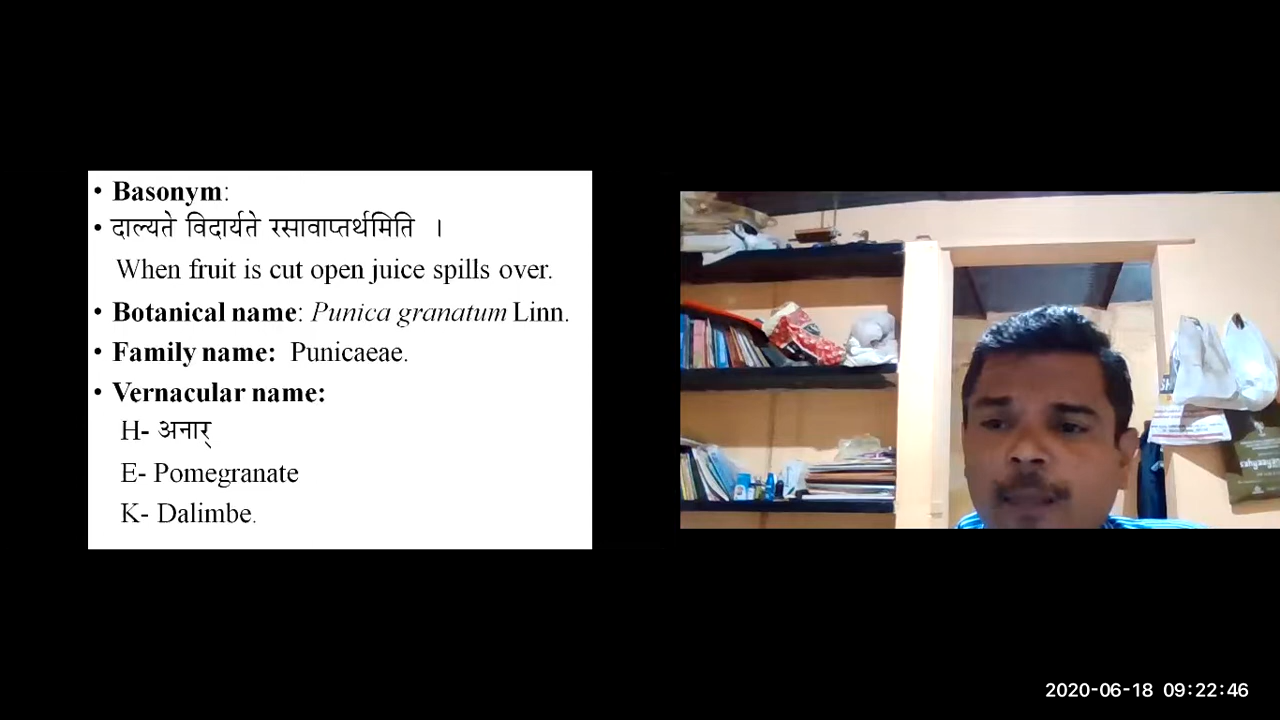 • Basonym:
• दाल्यते विदार्यते रसावाप्तर्थमिति ।
When fruit is cut open juice spills over.
• Botanical name: Punica granatum Linn.
• Family name: Punicaeae.
• Vernacular name:
H- अनार्
E- Pomegranate
K- Dalimbe.
2020-06-18 09:22:46